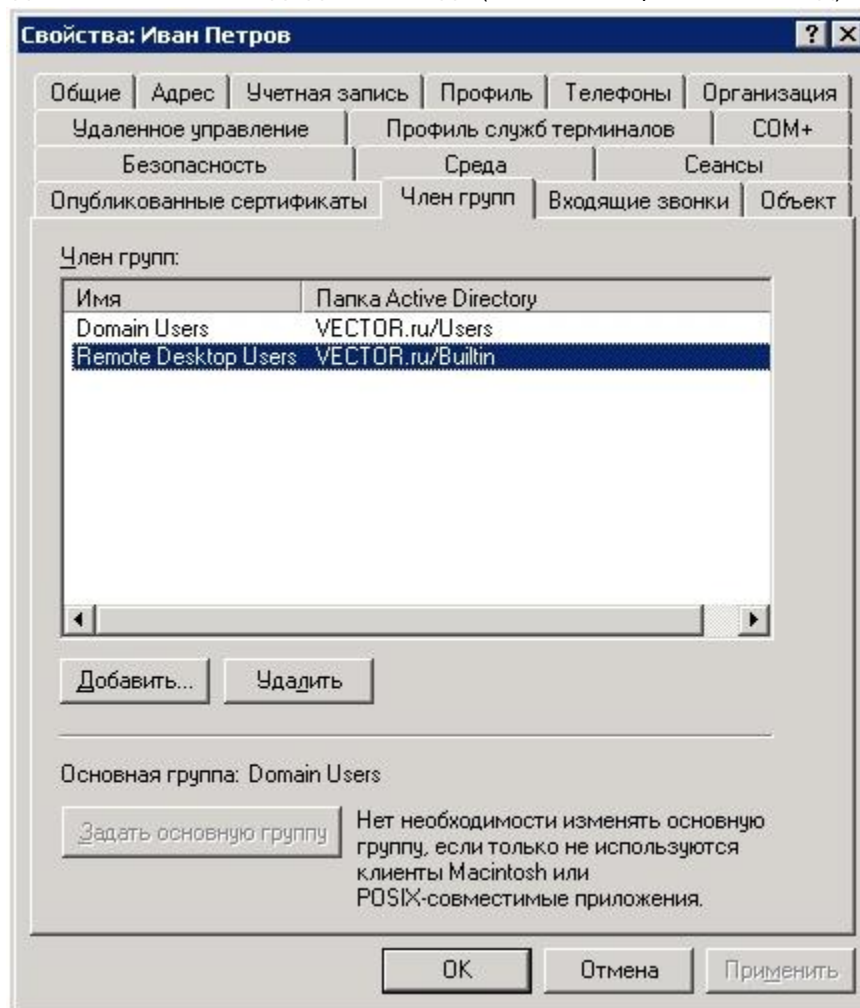 Свойства: Иван Петров
Общие Адрес Учетная запись Профиль Телефоны Организация
Удаленное управление Профиль служб терминалов COM+
Безопасность Среда Сеансы
Опубликованные сертификаты Член групп Входящие звонки Объект
Член групп:
Имя Папка Active Directory
Domain Users VECTOR.ru/Users
Remote Desktop Users VECTOR.ru/Builtin
Добавить... Удалить
Основная группа: Domain Users
Задать основную группу
Нет необходимости изменять основную
группу, если только не используются
клиенты Macintosh или
POSIX-совместимые приложения.
OK Отмена Применить